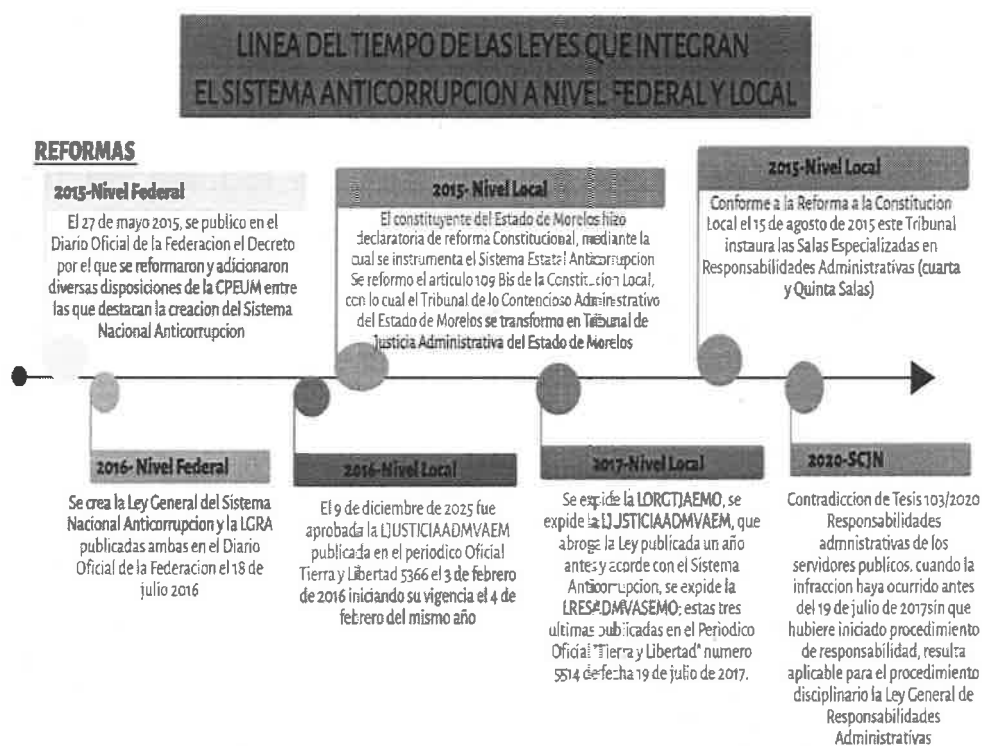 LINEA DEL TIEMPO DE LAS LEYES QUE INTEGRAN
EL SISTEMA ANTICORRUPCION A NIVEL FEDERAL Y LOCAL
REFORMAS
2015-Nivel Federal
El 27 de mayo 2015, se publico en el
Diario Oficial de la Federacion el Decreto
por el que se reformaron y adicionaron
diversas disposiciones de la CPEUM entre
las que destacan la creacion del Sistema
Nacional Anticorrupcion
2015- Nivel Local
El constituyente del Estado de Morelos hizo
declaratoria de reforma Constitucional, mediante la
cual se instrumenta el Sistema Estatal Anticorrupcion
Se reformo el articulo 109 Bis de la Constitucion Local,
con lo cual el Tribunal de lo Contencioso Administrativo
del Estado de Morelos se transformo en Tribunal de
Justicia Administrativa del Estado de Morelos
2015-Nivel Local
Conforme a la Reforma a la Constitucion
Local el 15 de agosto de 2015 este Tribunal
instaura las Salas Especializadas en
Responsabilidades Administrativas (cuarta
y Quinta Salas)
2016- Nivel Federal
Se crea la Ley General del Sistema
Nacional Anticorrupcion y la LGRA
publicadas ambas en el Diario
Oficial de la Federacion el 18 de
julio 2016
2016-Nivel Local
El 9 de diciembre de 2025 fue
aprobada la LJUSTICIAADMVAEM
publicada en el periodico Oficial
Tierra y Libertad 5366 el 3 de febrero
de 2016 iniciando su vigencia el 4 de
febrero del mismo año
2017-Nivel Local
Se expide la LORGTJAEMO, se
expide la LJUSTICIAADMVAEM, que
abroga la Ley publicada un año
antes y acorde con el Sistema
Anticorrupcion, se expide la
LRESADMVASEMO; estas tres
ultimas publicadas en el Periodico
Oficial "Tierra y Libertad" numero
5514 de fecha 19 de julio de 2017.
2020-SCJN
Contradiccion de Tesis 103/2020
Responsabilidades
admnistrativas de los
servidores publicos. cuando la
infraccion haya ocurrido antes
del 19 de julio de 2017sin que
hubiere iniciado procedimiento
de responsabilidad, resulta
aplicable para el procedimiento
disciplinario la Ley General de
Responsabilidades
Administrativas